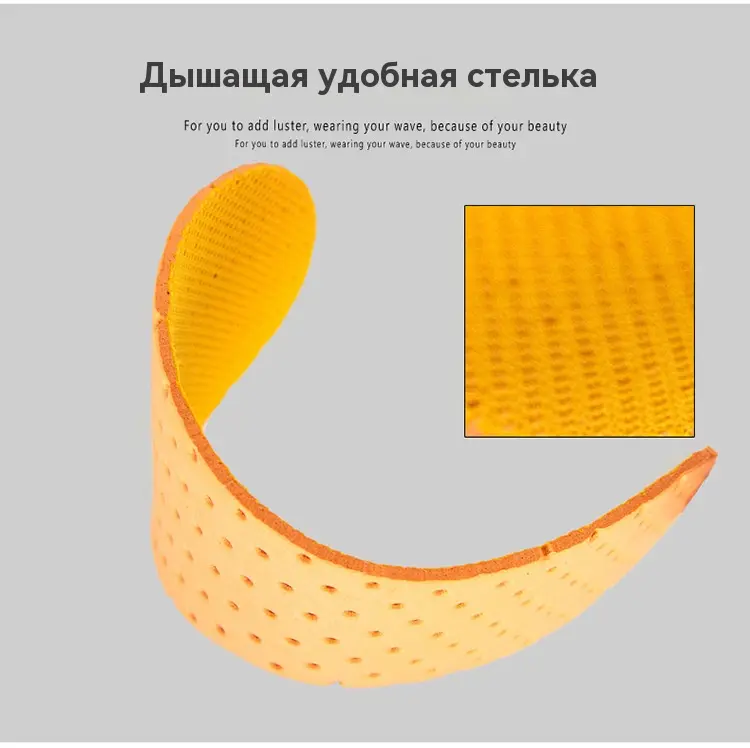 Дышащая удобная стелька
For you to add luster, wearing your wave, because of your beauty
For you to add luster, wearing your wave, because of your beauty